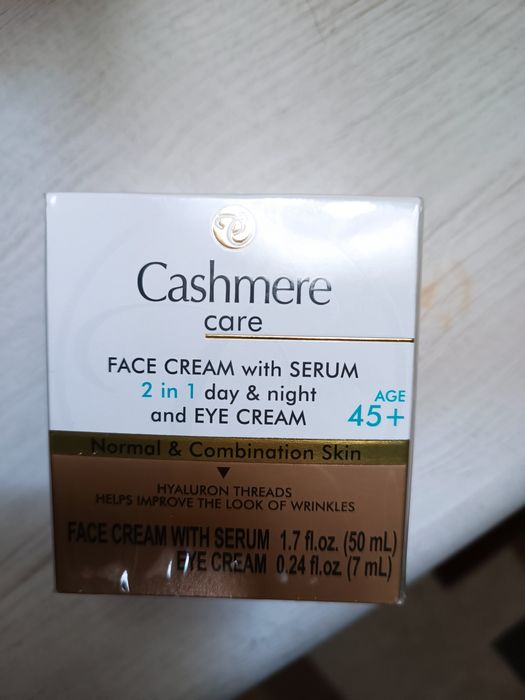 Cashmere
care
FACE CREAM with SERUM
2 in 1 day & night
and EYE CREAM
AGE
45+
Normal & Combination Skin
HYALURON THREADS
HELPS IMPROVE THE LOOK OF WRINKLES
FACE CREAM WITH SERUM 1.7 fl.oz. (50 mL)
EYE CREAM 0.24 fl.oz. (7 mL)